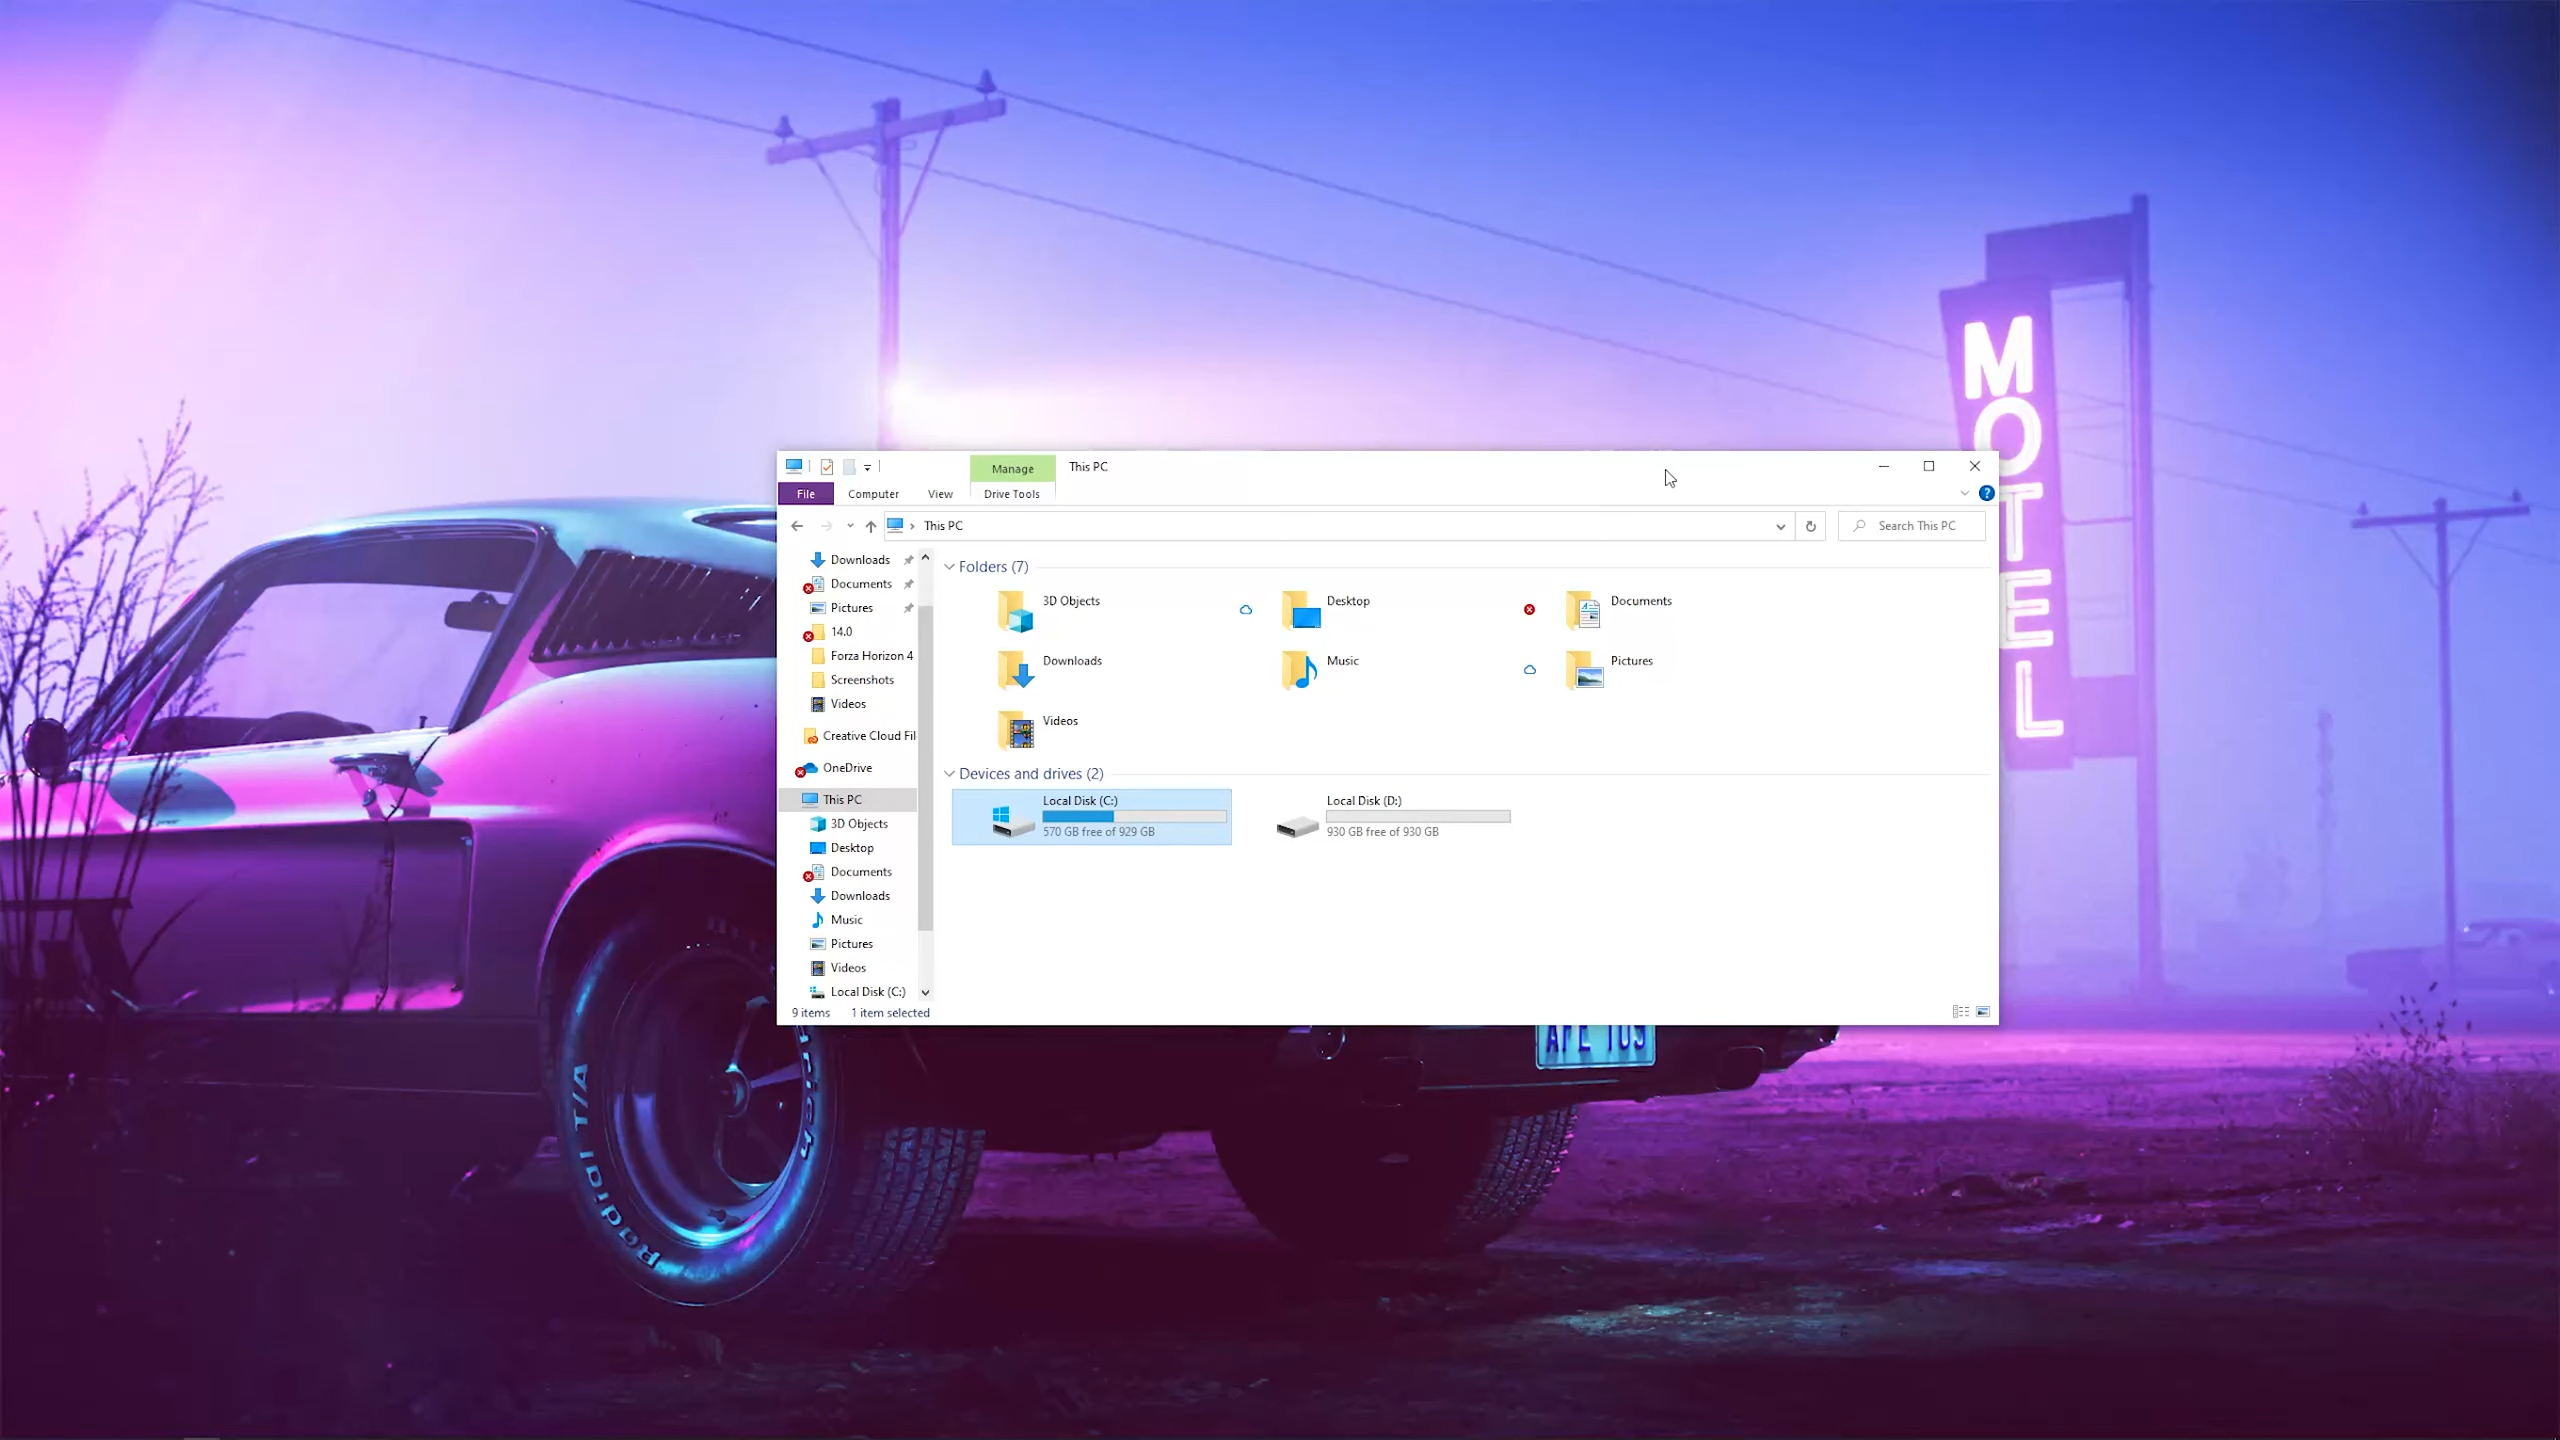 MOTEL
Manage
This PC
File
Computer
View
Drive Tools
This PC
Search This PC
Downloads
Documents
Pictures
14.0
Forza Horizon 4
Screenshots
Videos
Creative Cloud Fil
OneDrive
This PC
3D Objects
Desktop
Documents
Downloads
Music
Pictures
Videos
Local Disk (C:)
Folders (7)
3D Objects
Desktop
Documents
Downloads
Music
Pictures
Videos
Devices and drives (2)
Local Disk (C:)
570 GB free of 929 GB
Local Disk (D:)
930 GB free of 930 GB
9 items
1 item selected
Radial T/A